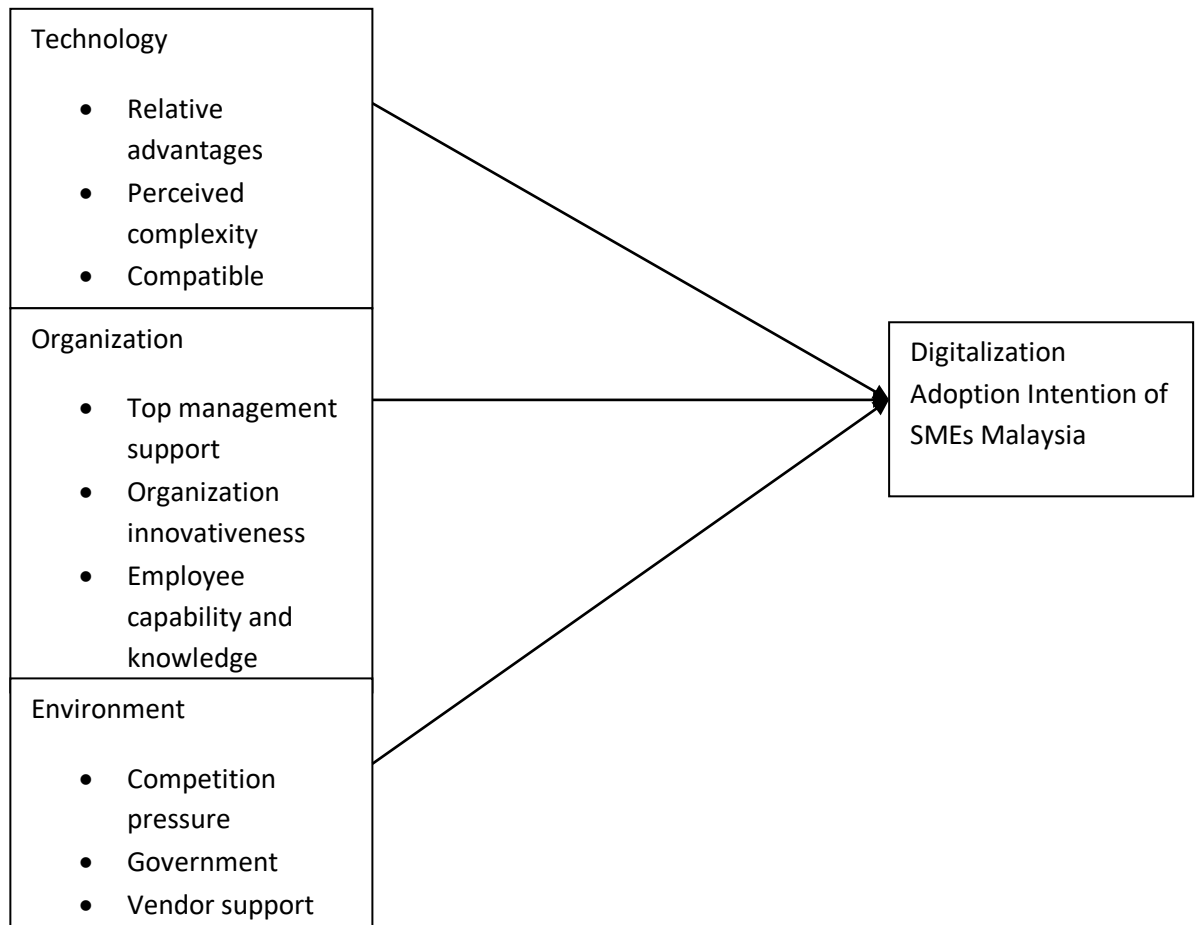 Technology
• Relative
advantages
• Perceived
complexity
• Compatible
Organization
• Top management
support
• Organization
innovativeness
• Employee
capability and
knowledge
Environment
• Competition
pressure
• Government
• Vendor support
Digitalization
Adoption Intention of
SMEs Malaysia